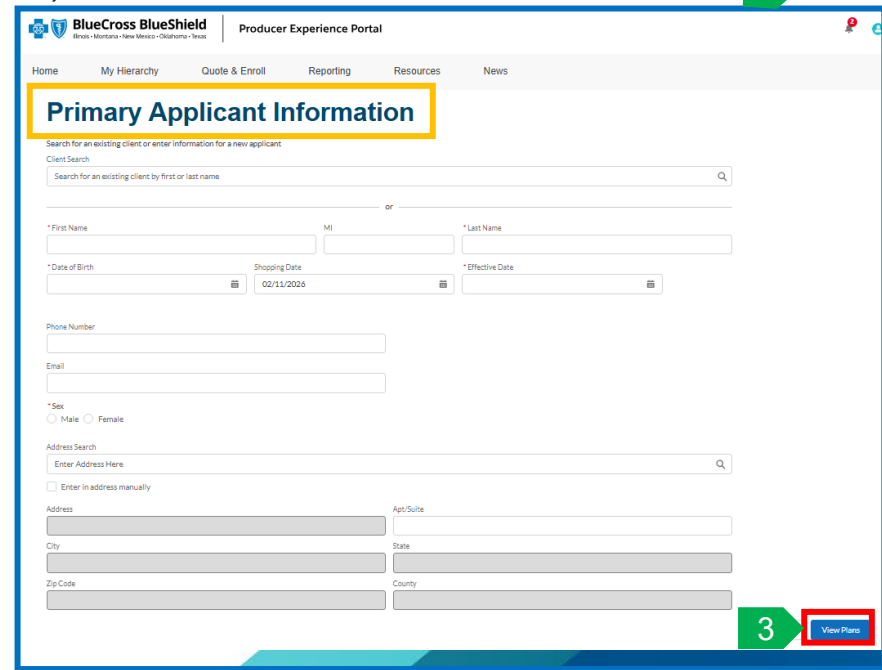 BlueCross BlueShield
Illinois • Montana • New Mexico • Oklahoma • Texas
Producer Experience Portal
2
Home My Hierarchy Quote & Enroll Reporting Resources News
Primary Applicant Information
Search for an existing client or enter information for a new applicant
Client Search
Search for an existing client by first or last name
or
* First Name MI * Last Name
* Date of Birth Shopping Date * Effective Date
02/11/2026
Phone Number
Email
* Sex
Male Female
Address Search
Enter Address Here
Enter in address manually
Address Apt/Suite
City State
Zip Code County
3 View Plans